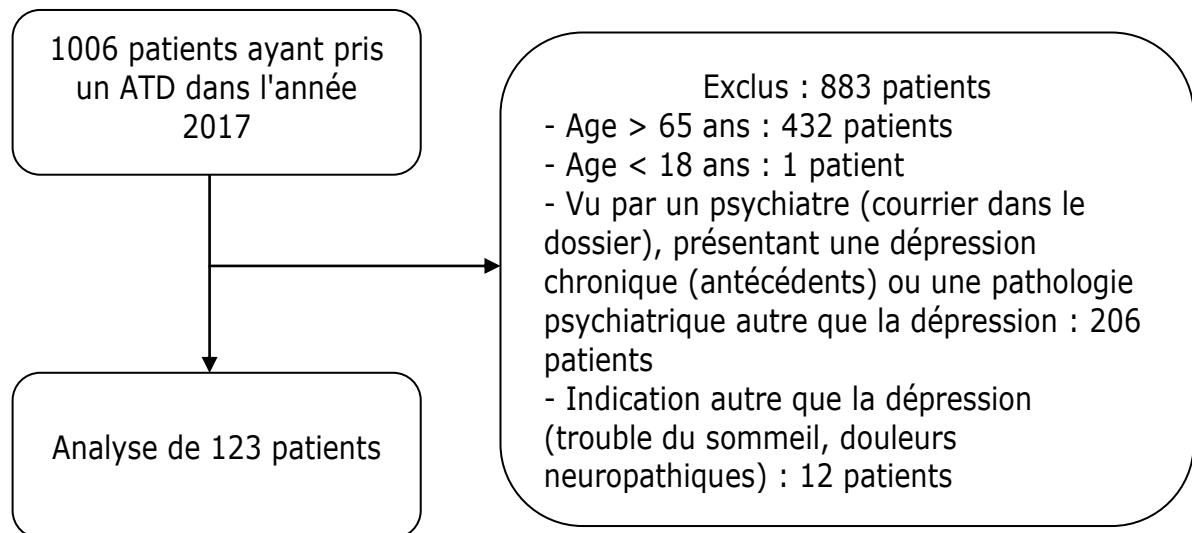 1006 patients ayant pris
un ATD dans l'année
2017
Exclus : 883 patients
- Age > 65 ans : 432 patients
- Age < 18 ans : 1 patient
- Vu par un psychiatre (courrier dans le
dossier), présentant une dépression
chronique (antécédents) ou une pathologie
psychiatrique autre que la dépression : 206
patients
- Indication autre que la dépression
(trouble du sommeil, douleurs
neuropathiques) : 12 patients
Analyse de 123 patients